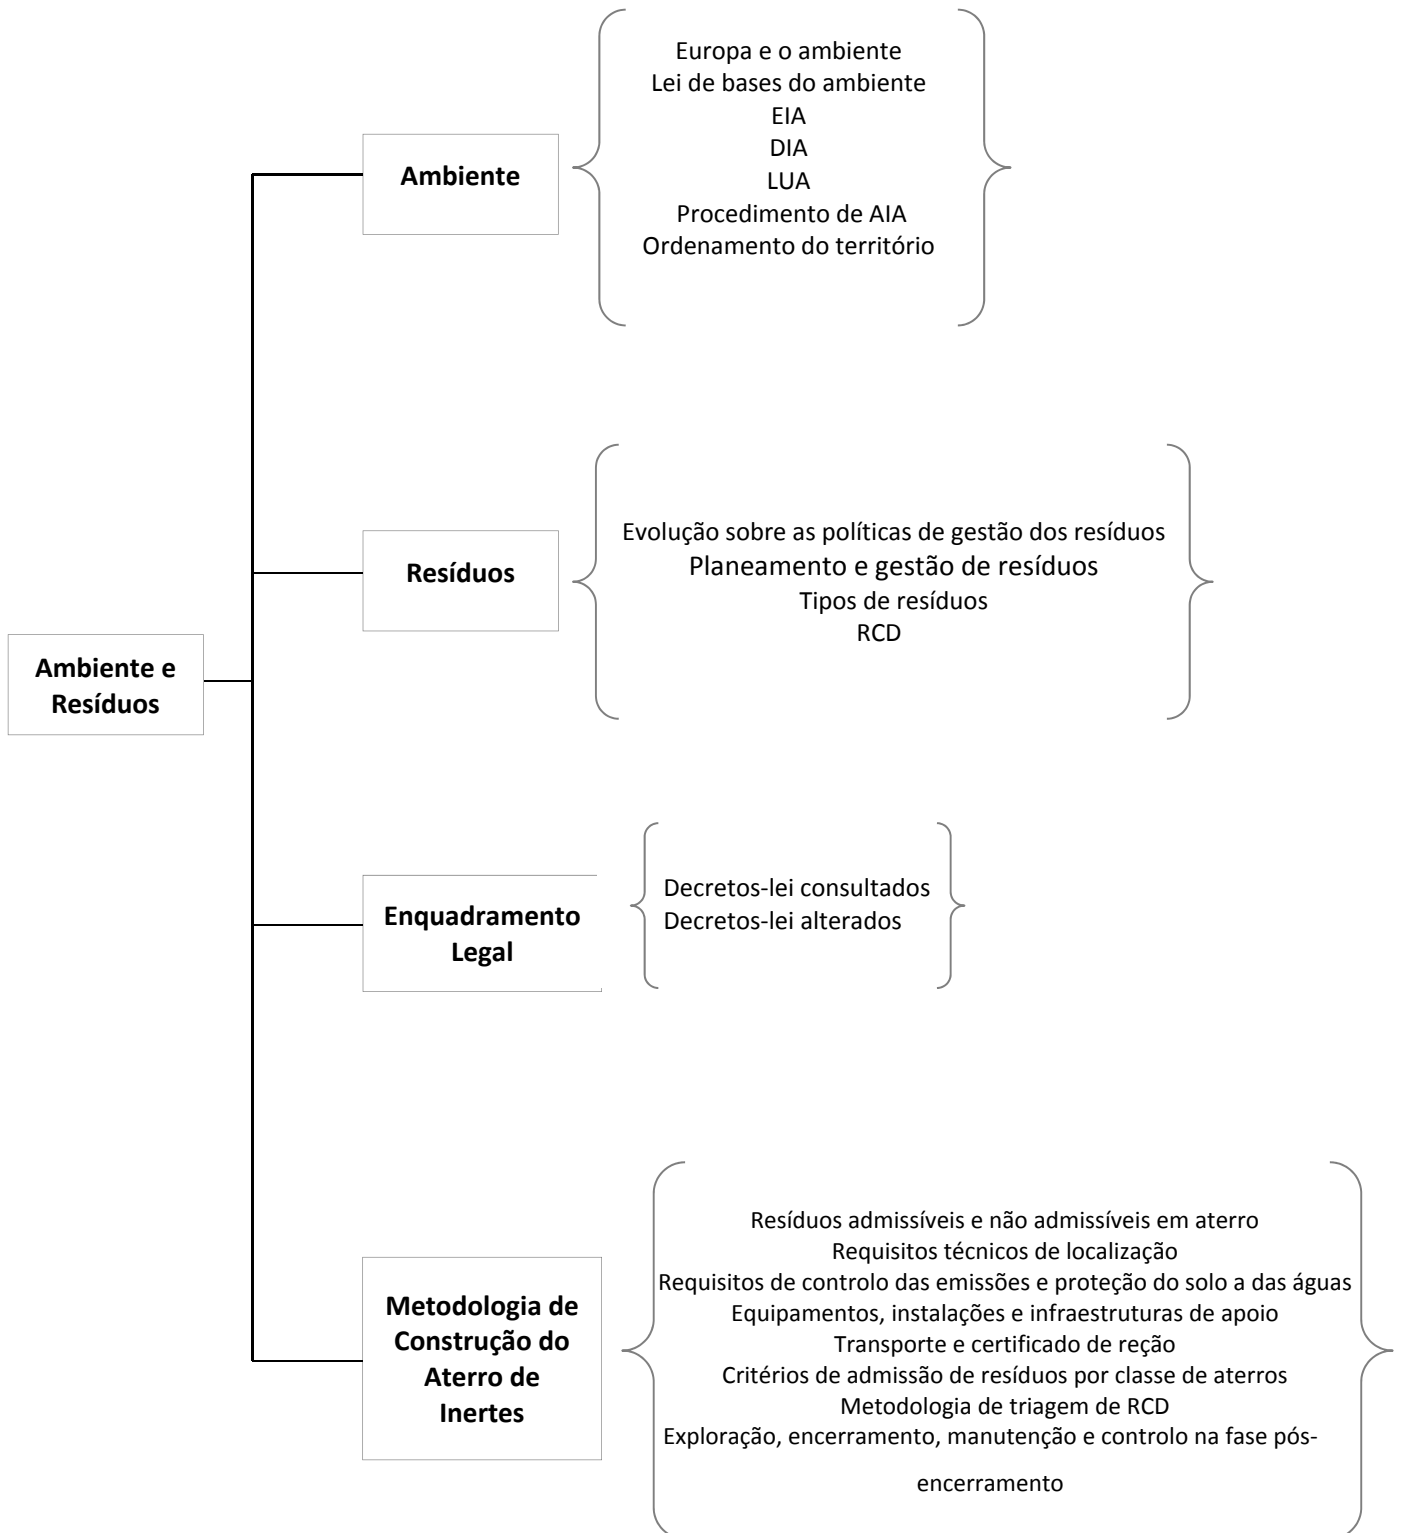 Ambiente e
Resíduos
Ambiente
Europa e o ambiente
Lei de bases do ambiente
EIA
DIA
LUA
Procedimento de AIA
Ordenamento do território
Resíduos
Evolução sobre as políticas de gestão dos resíduos
Planeamento e gestão de resíduos
Tipos de resíduos
RCD
Enquadramento
Legal
Decretos-lei consultados
Decretos-lei alterados
Metodologia de
Construção do
Aterro de
Inertes
Resíduos admissíveis e não admissíveis em aterro
Requisitos técnicos de localização
Requisitos de controlo das emissões e proteção do solo a das águas
Equipamentos, instalações e infraestruturas de apoio
Transporte e certificado de reção
Critérios de admissão de resíduos por classe de aterros
Metodologia de triagem de RCD
Exploração, encerramento, manutenção e controlo na fase pós-
encerramento